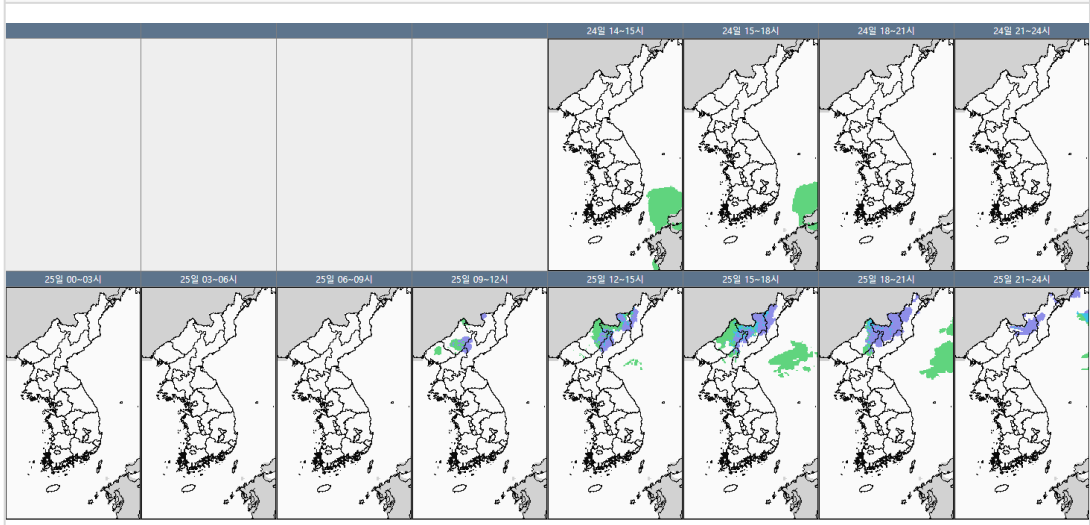 24일 14~15시
24일 15~18시
24일 18~21시
24일 21~24시
25일 00~03시
25일 03~06시
25일 06~09시
25일 09~12시
25일 12~15시
25일 15~18시
25일 18~21시
25일 21~24시